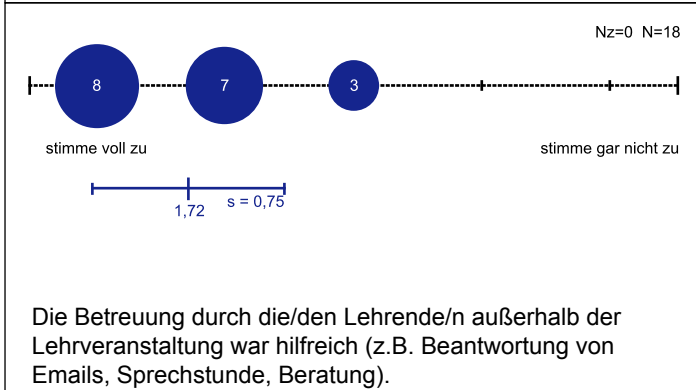 Nz=0 N=18
8 7 3
stimme voll zu stimme gar nicht zu
s = 0,75
1,72
Die Betreuung durch die/den Lehrende/n außerhalb der
Lehrveranstaltung war hilfreich (z.B. Beantwortung von
Emails, Sprechstunde, Beratung).